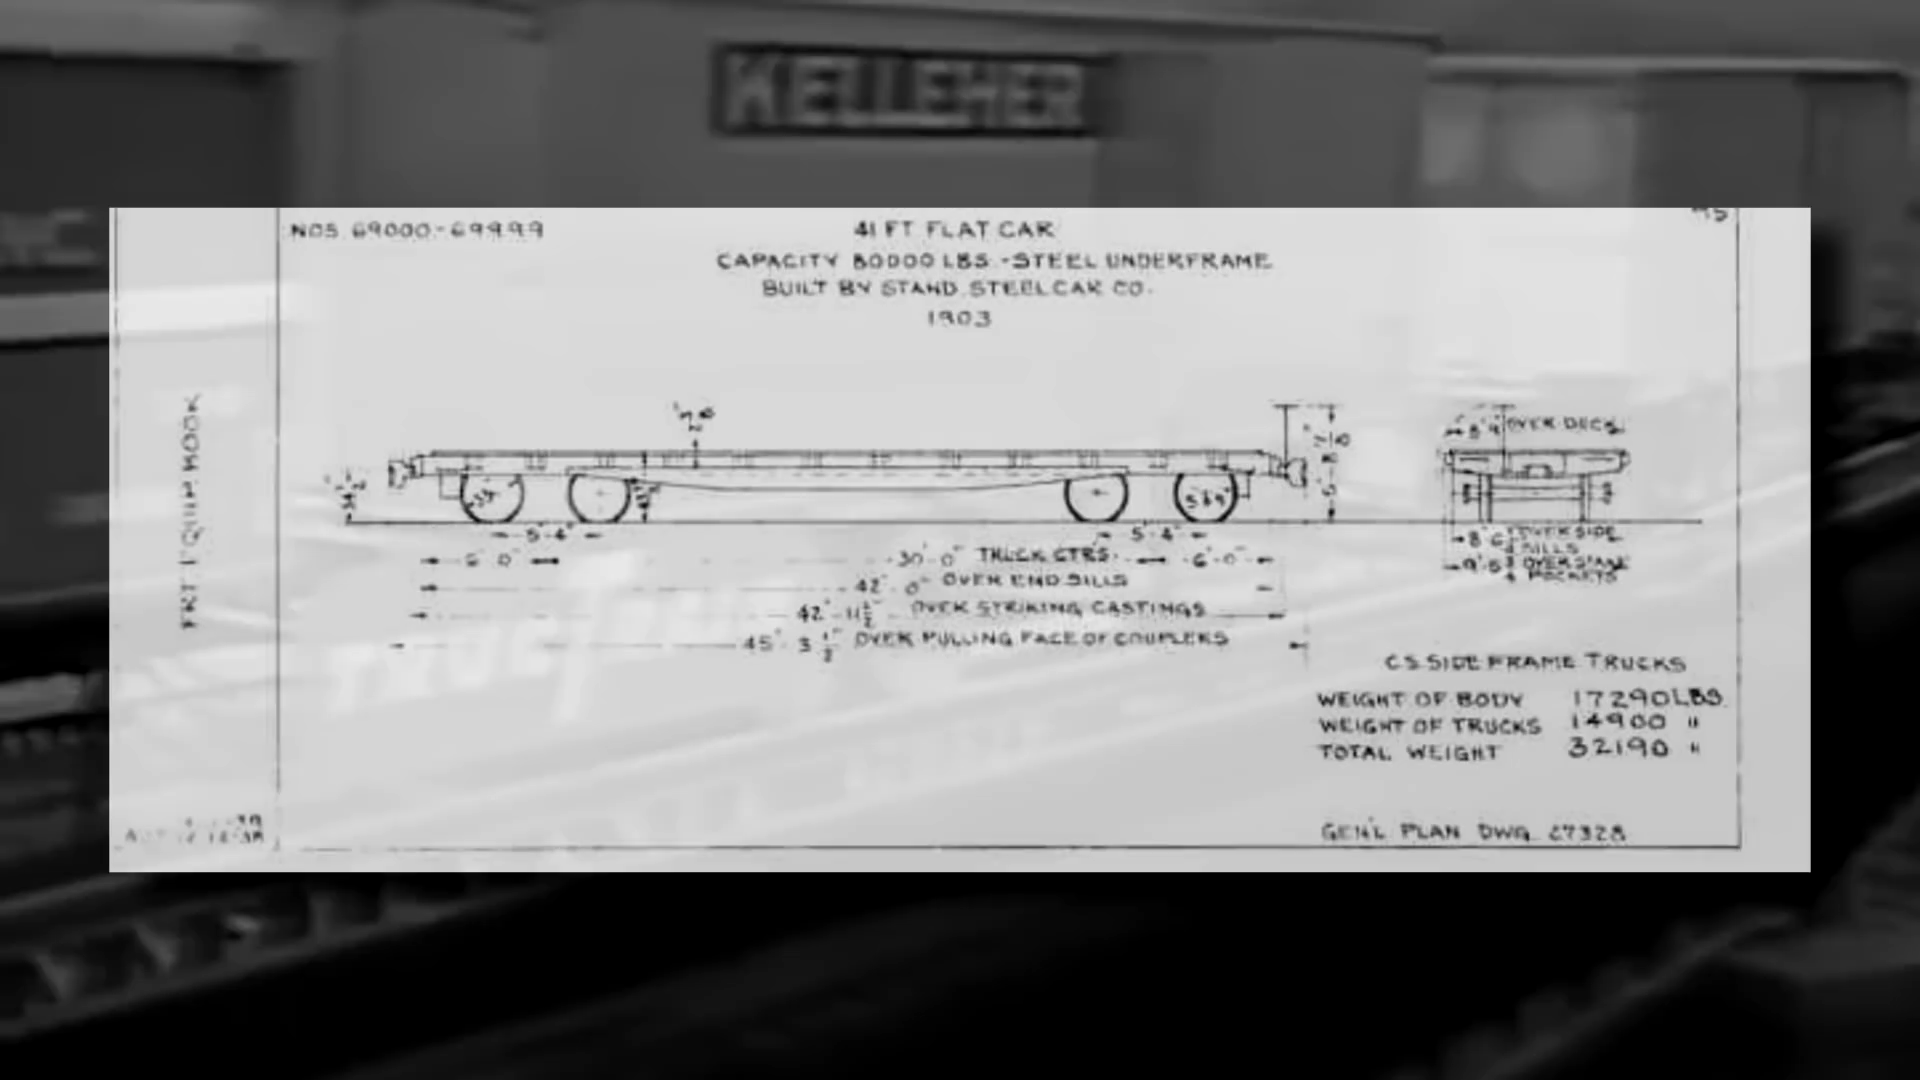 KELLEHER
NOS. 69000-69999
41 FT FLAT CAR
CAPACITY 80000 LBS.-STEEL UNDERFRAME
BUILT BY STAND. STEEL CAR CO.
1903
8'-9" OVER DECK
5'-4" 5'-4"
6'-0" 30'-0" TRUCK CTRS. 6'-0"
42'-0" OVER END SILLS
42'-11½" OVER STRIKING CASTINGS
45'-3½" OVER PULLING FACE OF COUPLERS
OVER SIDE
SILLS
OVER STAKE
POCKETS
C.S. SIDE FRAME TRUCKS
WEIGHT OF BODY 17290 LBS.
WEIGHT OF TRUCKS 14900 "
TOTAL WEIGHT 32190 "
GEN'L PLAN DWG. 27328